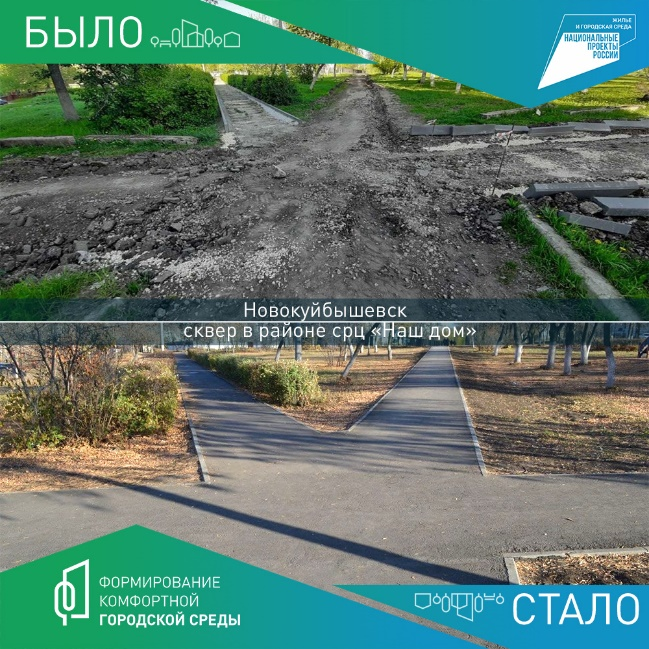 БЫЛО
ЖИЛЬЕ
И ГОРОДСКАЯ СРЕДА
НАЦИОНАЛЬНЫЕ
ПРОЕКТЫ
РОССИИ
Новокуйбышевск
сквер в районе срц «Наш дом»
ФОРМИРОВАНИЕ
КОМФОРТНОЙ
ГОРОДСКОЙ СРЕДЫ
СТАЛО